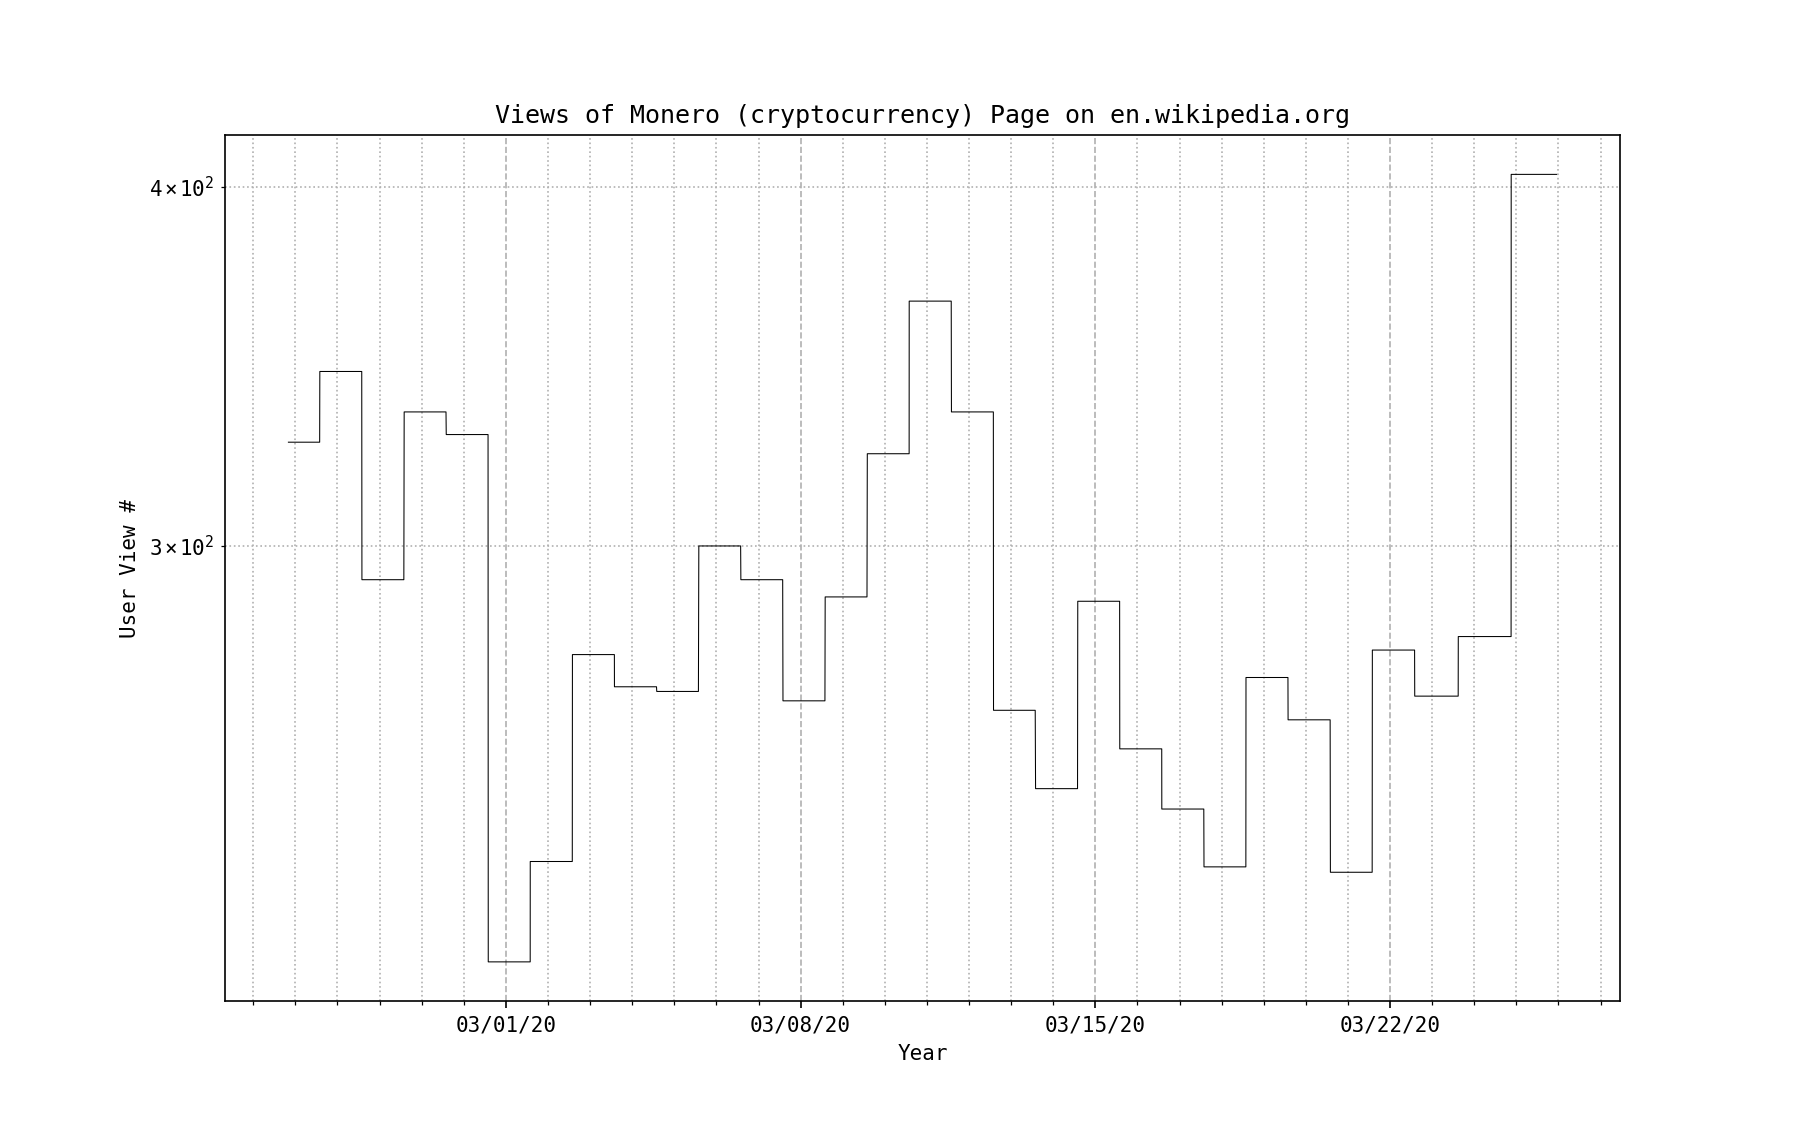 Views of Monero (cryptocurrency) Page on en.wikipedia.org
4×10²
3×10²
User View #
03/01/20 03/08/20 03/15/20 03/22/20
Year